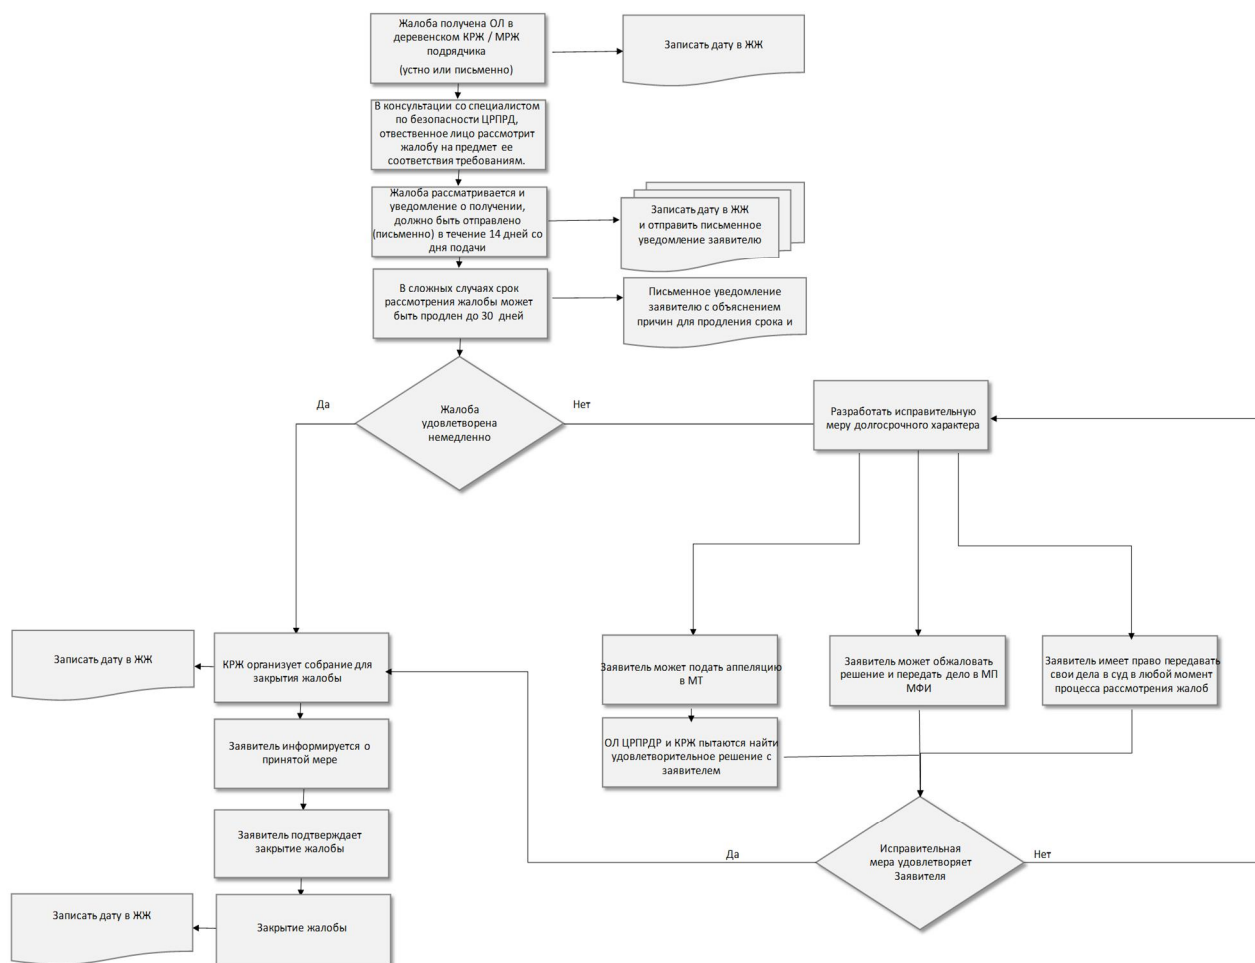 Жалоба получена ОЛ в
деревенском КРЖ / МРЖ
подрядчика
(устно или письменно)
Записать дату в ЖЖ
В консультации со специалистом
по безопасности ЦРПРД,
отвественное лицо рассмотрит
жалобу на предмет ее
соответствия требованиям.
Жалоба рассматривается и
уведомление о получении,
должно быть отправлено
(письменно) в течение 14 дней со
дня подачи
Записать дату в ЖЖ
и отправить письменное
уведомление заявителю
В сложных случаях срок
рассмотрения жалобы может
быть продлен до 30 дней
Письменное уведомление
заявителю с объяснением
причин для продления срока и
Жалоба
удовлетворена
немедленно
Да
Нет
Разработать исправительную
меру долгосрочного характера
Записать дату в ЖЖ
КРЖ организует собрание для
закрытия жалобы
Заявитель может подать аппеляцию
в МТ
Заявитель может обжаловать
решение и передать дело в МП
МФИ
Заявитель имеет право передавать
свои дела в суд в любой момент
процесса рассмотрения жалоб
Заявитель информируется о
принятой мере
ОЛ ЦРПРДР и КРЖ пытаются найти
удовлетворительное решение с
заявителем
Заявитель подтверждает
закрытие жалобы
Исправительная
мера удовлетворяет
Заявителя
Да
Нет
Записать дату в ЖЖ
Закрытие жалобы